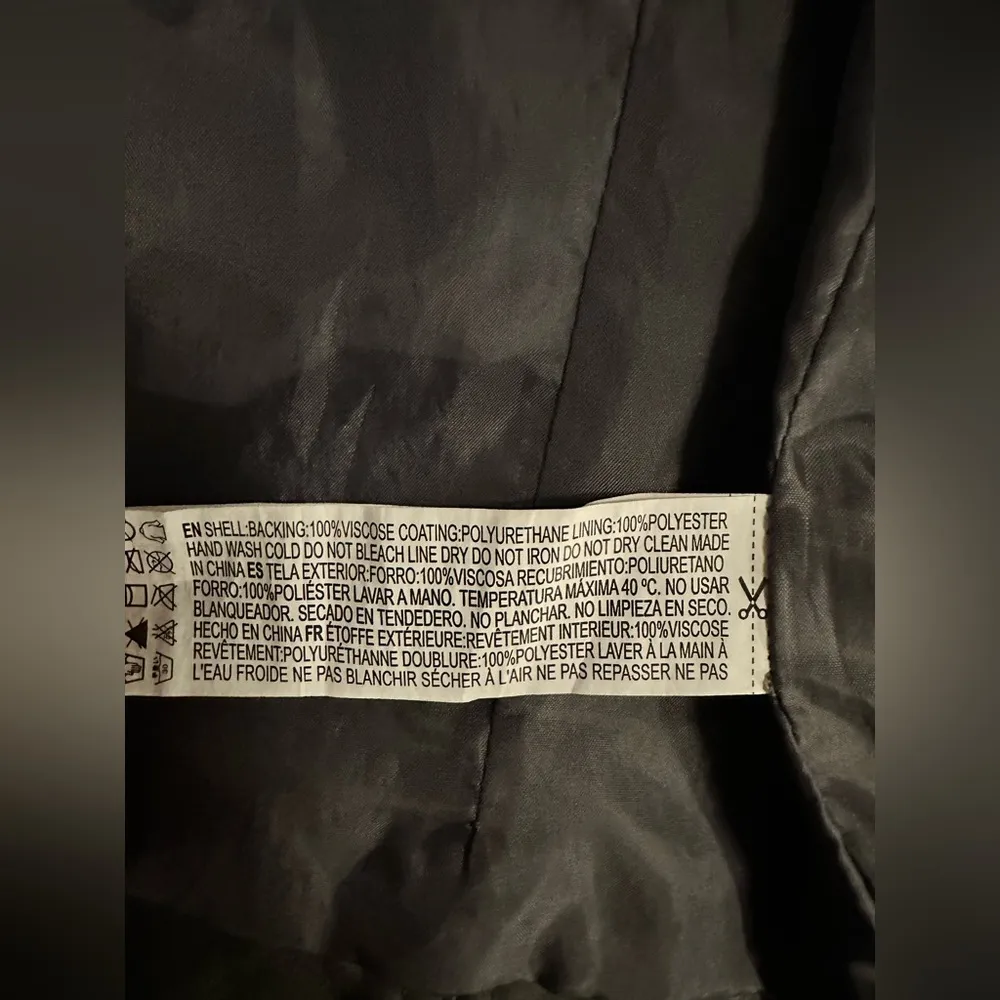 EN SHELL:BACKING:100%VISCOSE COATING:POLYURETHANE LINING:100%POLYESTER
HAND WASH COLD DO NOT BLEACH LINE DRY DO NOT IRON DO NOT DRY CLEAN MADE
IN CHINA ES TELA EXTERIOR:FORRO:100%VISCOSA RECUBRIMIENTO:POLIURETANO
FORRO:100%POLIÉSTER LAVAR A MANO. TEMPERATURA MÁXIMA 40 ºC. NO USAR
BLANQUEADOR. SECADO EN TENDEDERO. NO PLANCHAR. NO LIMPIEZA EN SECO.
HECHO EN CHINA FR ÉTOFFE EXTÉRIEURE:REVÊTEMENT INTERIEUR:100%VISCOSE
REVÊTEMENT:POLYURÉTHANNE DOUBLURE:100%POLYESTER LAVER À LA MAIN À
L'EAU FROIDE NE PAS BLANCHIR SÉCHER À L'AIR NE PAS REPASSER NE PAS